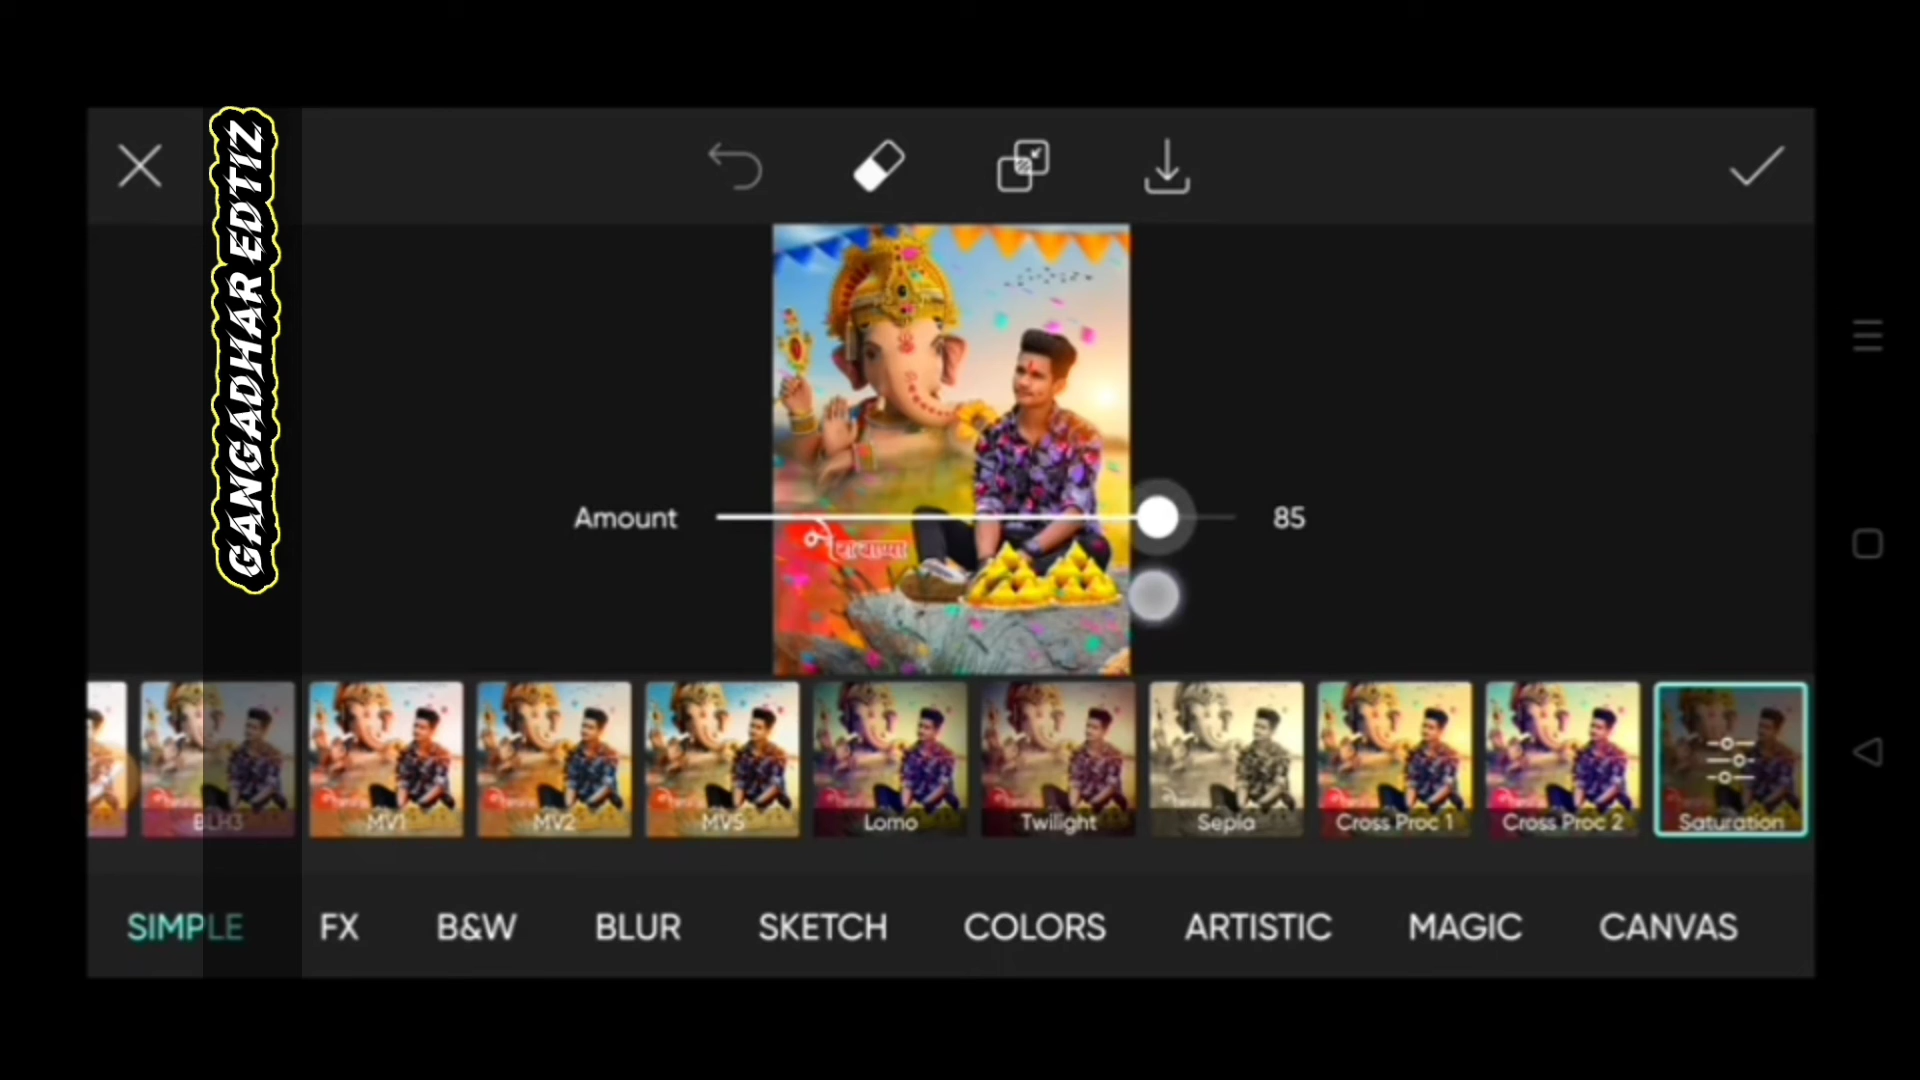 GANGADHAR EDTIZ
Amount 85
बाप्पा
BLH3 MV1 MV2 MV5 Lomo Twilight Sepia Cross Proc 1 Cross Proc 2 Saturation
SIMPLE FX B&W BLUR SKETCH COLORS ARTISTIC MAGIC CANVAS